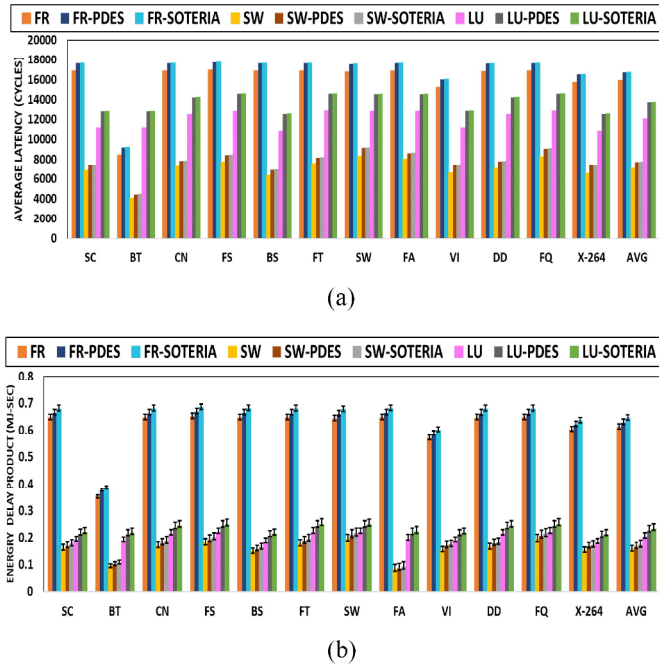 FR FR-PDES FR-SOTERIA SW SW-PDES SW-SOTERIA LU LU-PDES LU-SOTERIA
20000
18000
16000
14000
12000
10000
8000
6000
4000
2000
0
AVERAGE LATENCY (CYCLES)
SC BT CN FS BS FT SW FA VI DD FQ X-264 AVG
(a)
FR FR-PDES FR-SOTERIA SW SW-PDES SW-SOTERIA LU LU-PDES LU-SOTERIA
0.8
0.7
0.6
0.5
0.4
0.3
0.2
0.1
0
ENERGRY DELAY PRODUCT (MJ-SEC)
SC BT CN FS BS FT SW FA VI DD FQ X-264 AVG
(b)